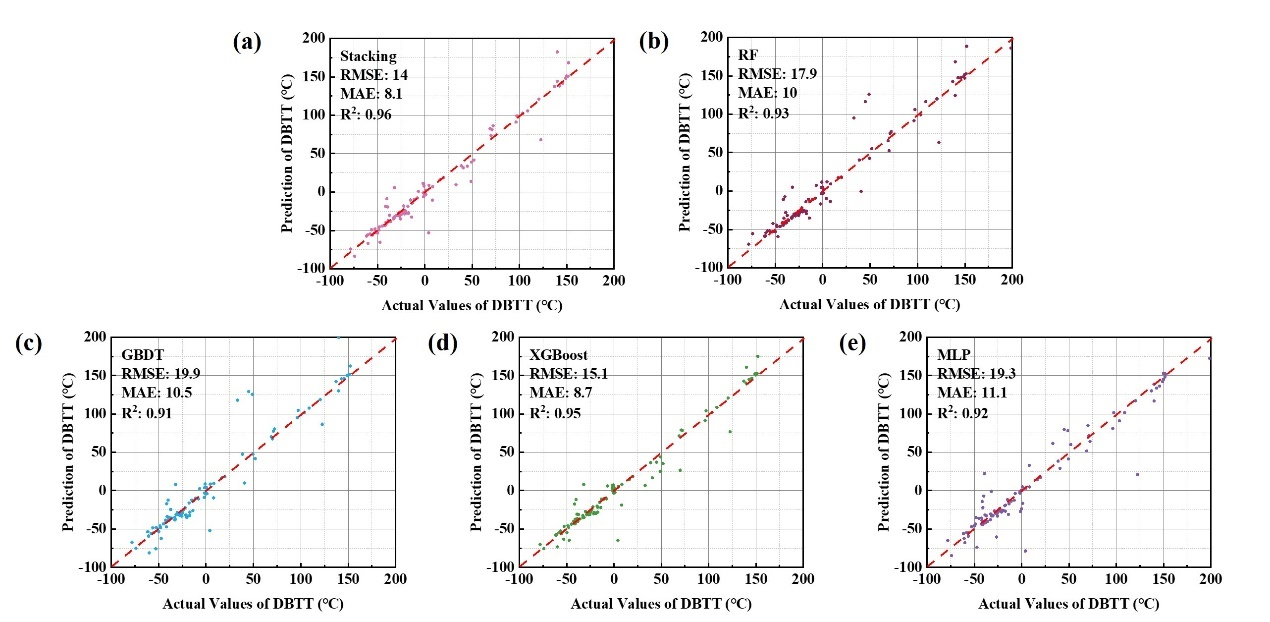 (a)
Stacking
RMSE: 14
MAE: 8.1
R²: 0.96
200
150
100
50
0
-50
-100
Prediction of DBTT (°C)
-100 -50 0 50 100 150 200
Actual Values of DBTT (°C)
(b)
RF
RMSE: 17.9
MAE: 10
R²: 0.93
200
150
100
50
0
-50
-100
Prediction of DBTT (°C)
-100 -50 0 50 100 150 200
Actual Values of DBTT (°C)
(c)
GBDT
RMSE: 19.9
MAE: 10.5
R²: 0.91
200
150
100
50
0
-50
-100
Prediction of DBTT (°C)
-100 -50 0 50 100 150 200
Actual Values of DBTT (°C)
(d)
XGBoost
RMSE: 15.1
MAE: 8.7
R²: 0.95
200
150
100
50
0
-50
-100
Prediction of DBTT (°C)
-100 -50 0 50 100 150 200
Actual Values of DBTT (°C)
(e)
MLP
RMSE: 19.3
MAE: 11.1
R²: 0.92
200
150
100
50
0
-50
-100
Prediction of DBTT (°C)
-100 -50 0 50 100 150 200
Actual Values of DBTT (°C)